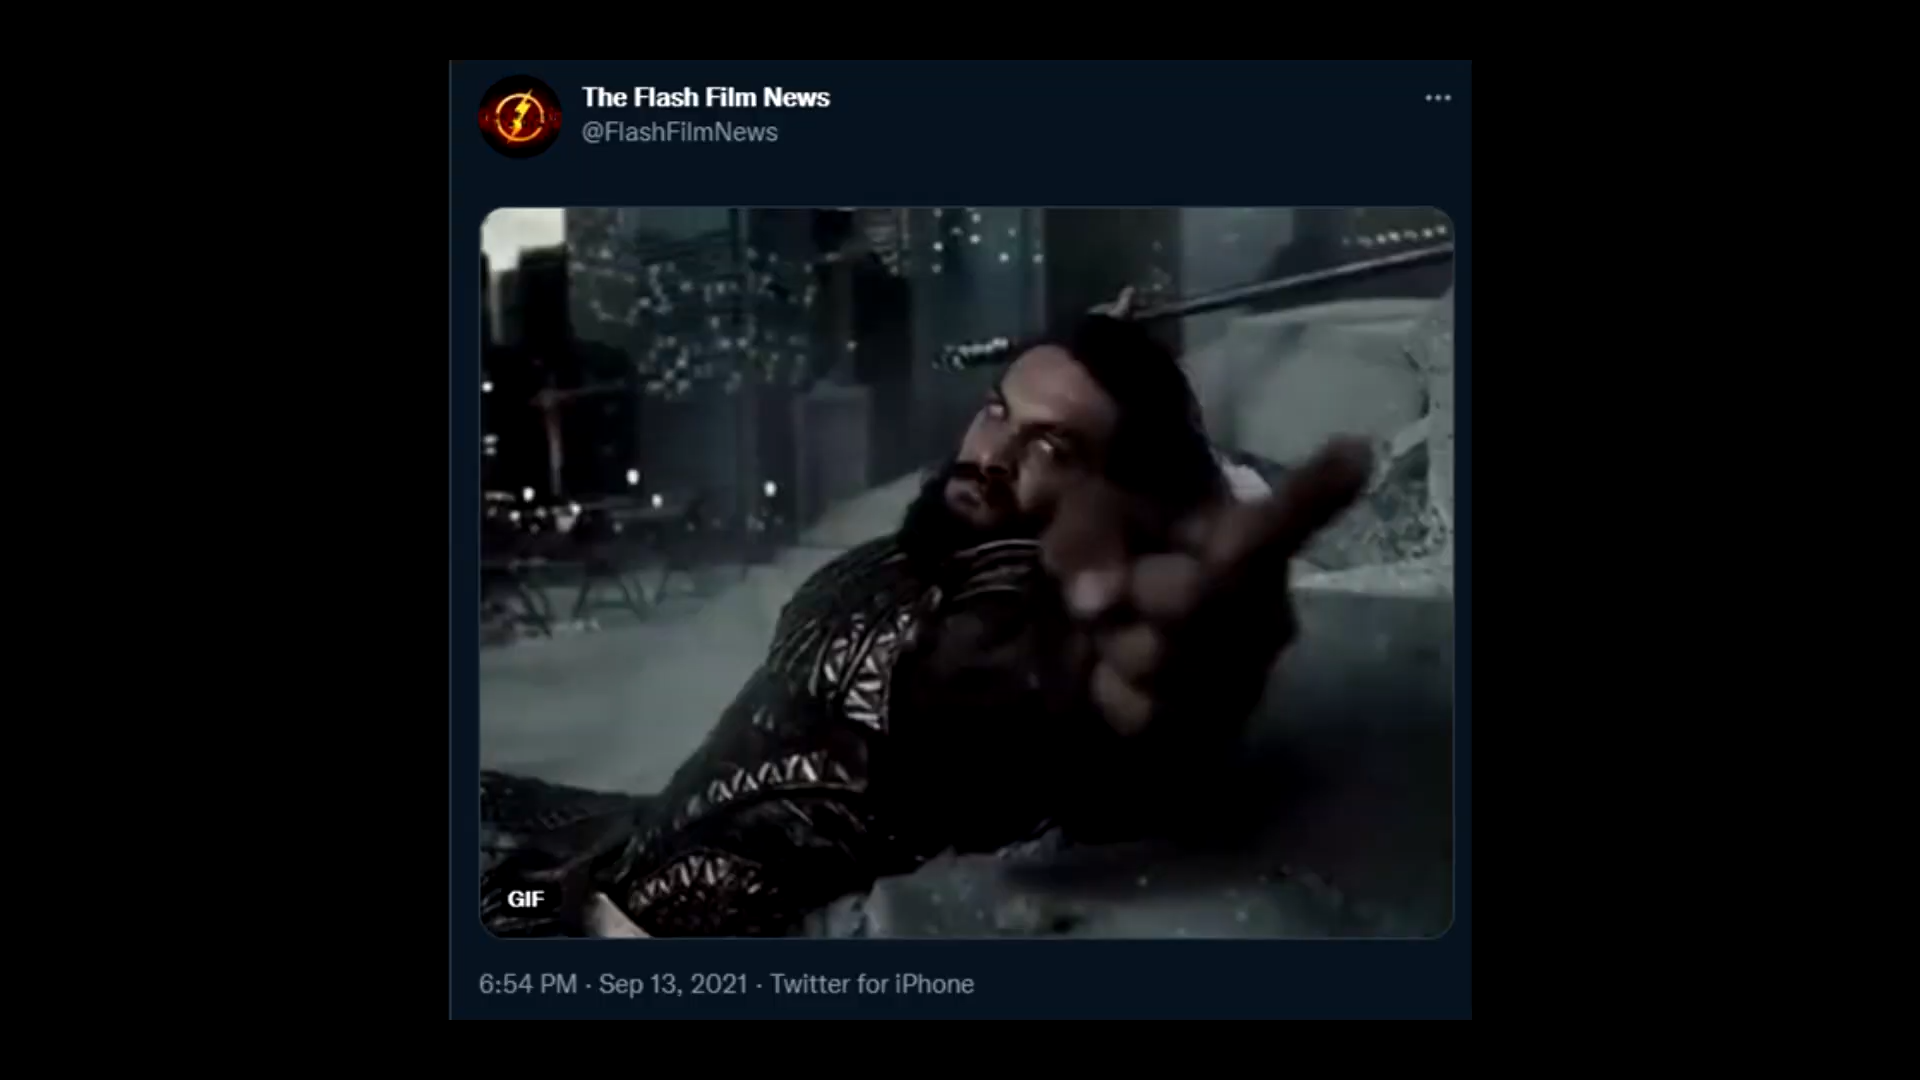 The Flash Film News
@FlashFilmNews
GIF
6:54 PM · Sep 13, 2021 · Twitter for iPhone